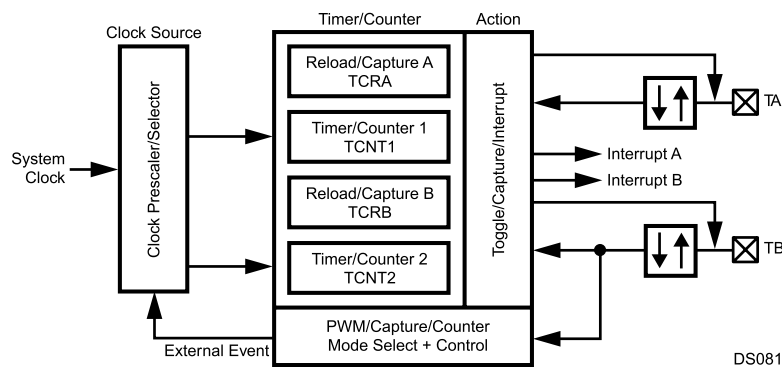 Timer/Counter
Action
Clock Source
Reload/Capture A
TCRA
TA
Clock Prescaler/Selector
Timer/Counter 1
TCNT1
Toggle/Capture/Interrupt
System
Clock
Interrupt A
Interrupt B
Reload/Capture B
TCRB
Timer/Counter 2
TCNT2
TB
PWM/Capture/Counter
Mode Select + Control
External Event
DS081